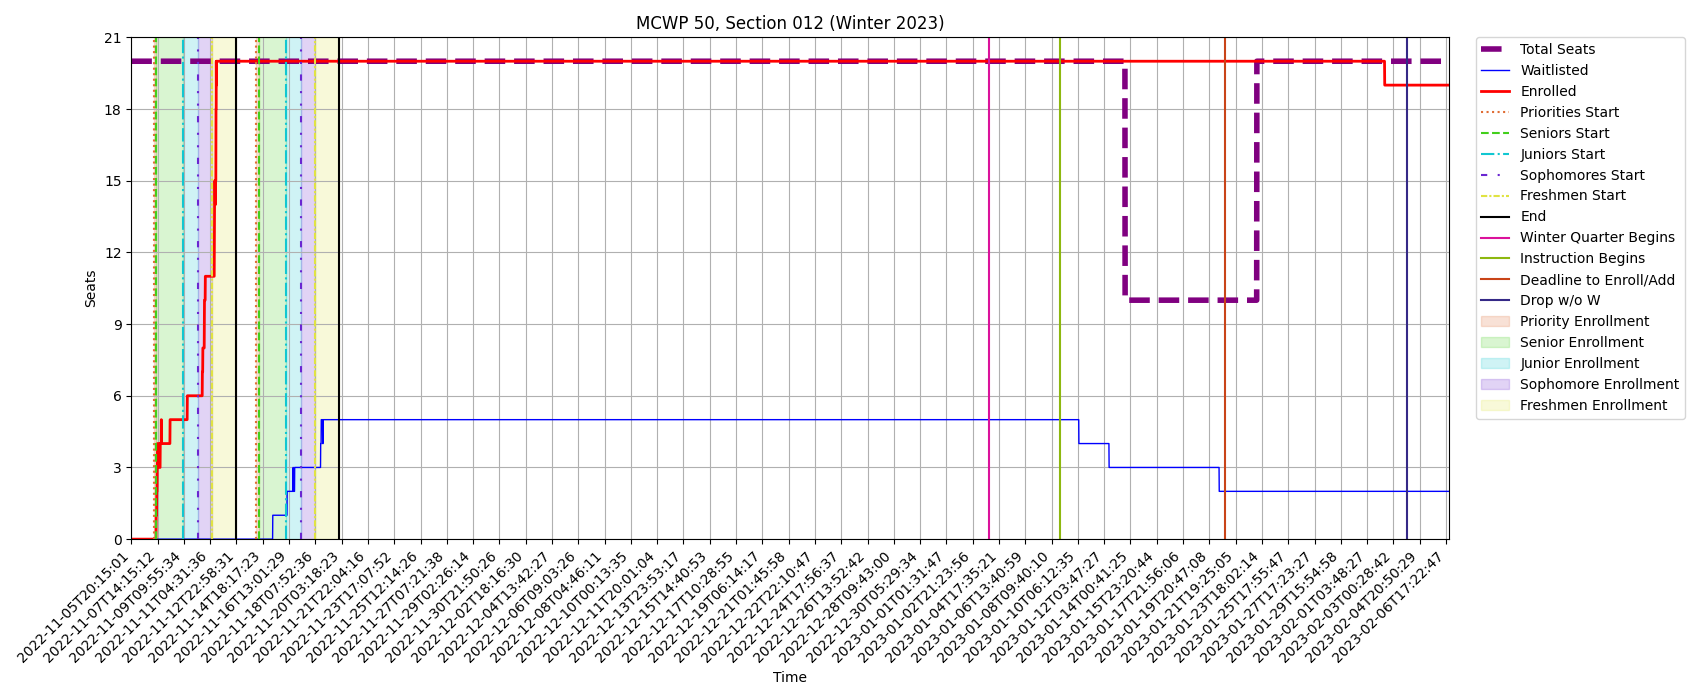 MCWP 50, Section 012 (Winter 2023)
Seats
21
18
15
12
9
6
3
0
2022-11-05T20:15:01
2022-11-07T14:15:12
2022-11-09T09:55:34
2022-11-11T04:31:36
2022-11-12T22:58:31
2022-11-14T18:17:23
2022-11-16T13:01:29
2022-11-18T07:52:36
2022-11-20T03:18:23
2022-11-21T22:04:16
2022-11-23T17:07:52
2022-11-25T12:14:26
2022-11-27T07:21:38
2022-11-29T02:26:14
2022-11-30T21:50:26
2022-12-02T18:16:30
2022-12-04T13:42:27
2022-12-06T09:03:26
2022-12-08T04:46:11
2022-12-10T00:13:35
2022-12-11T20:01:04
2022-12-13T23:53:17
2022-12-15T14:40:53
2022-12-17T10:28:55
2022-12-19T06:14:17
2022-12-21T01:45:58
2022-12-22T22:10:47
2022-12-24T17:56:37
2022-12-26T13:52:42
2022-12-28T09:43:00
2022-12-30T05:29:34
2023-01-01T01:31:47
2023-01-02T21:23:56
2023-01-04T17:35:21
2023-01-06T13:40:59
2023-01-08T09:40:10
2023-01-10T06:12:35
2023-01-12T03:47:27
2023-01-14T00:41:25
2023-01-15T23:20:44
2023-01-17T21:56:06
2023-01-19T20:47:08
2023-01-21T19:25:05
2023-01-23T18:02:14
2023-01-25T17:55:47
2023-01-27T17:23:27
2023-01-29T15:54:58
2023-02-01T03:48:27
2023-02-03T00:28:42
2023-02-04T20:50:29
2023-02-06T17:22:47
Time
Total Seats
Waitlisted
Enrolled
Priorities Start
Seniors Start
Juniors Start
Sophomores Start
Freshmen Start
End
Winter Quarter Begins
Instruction Begins
Deadline to Enroll/Add
Drop w/o W
Priority Enrollment
Senior Enrollment
Junior Enrollment
Sophomore Enrollment
Freshmen Enrollment